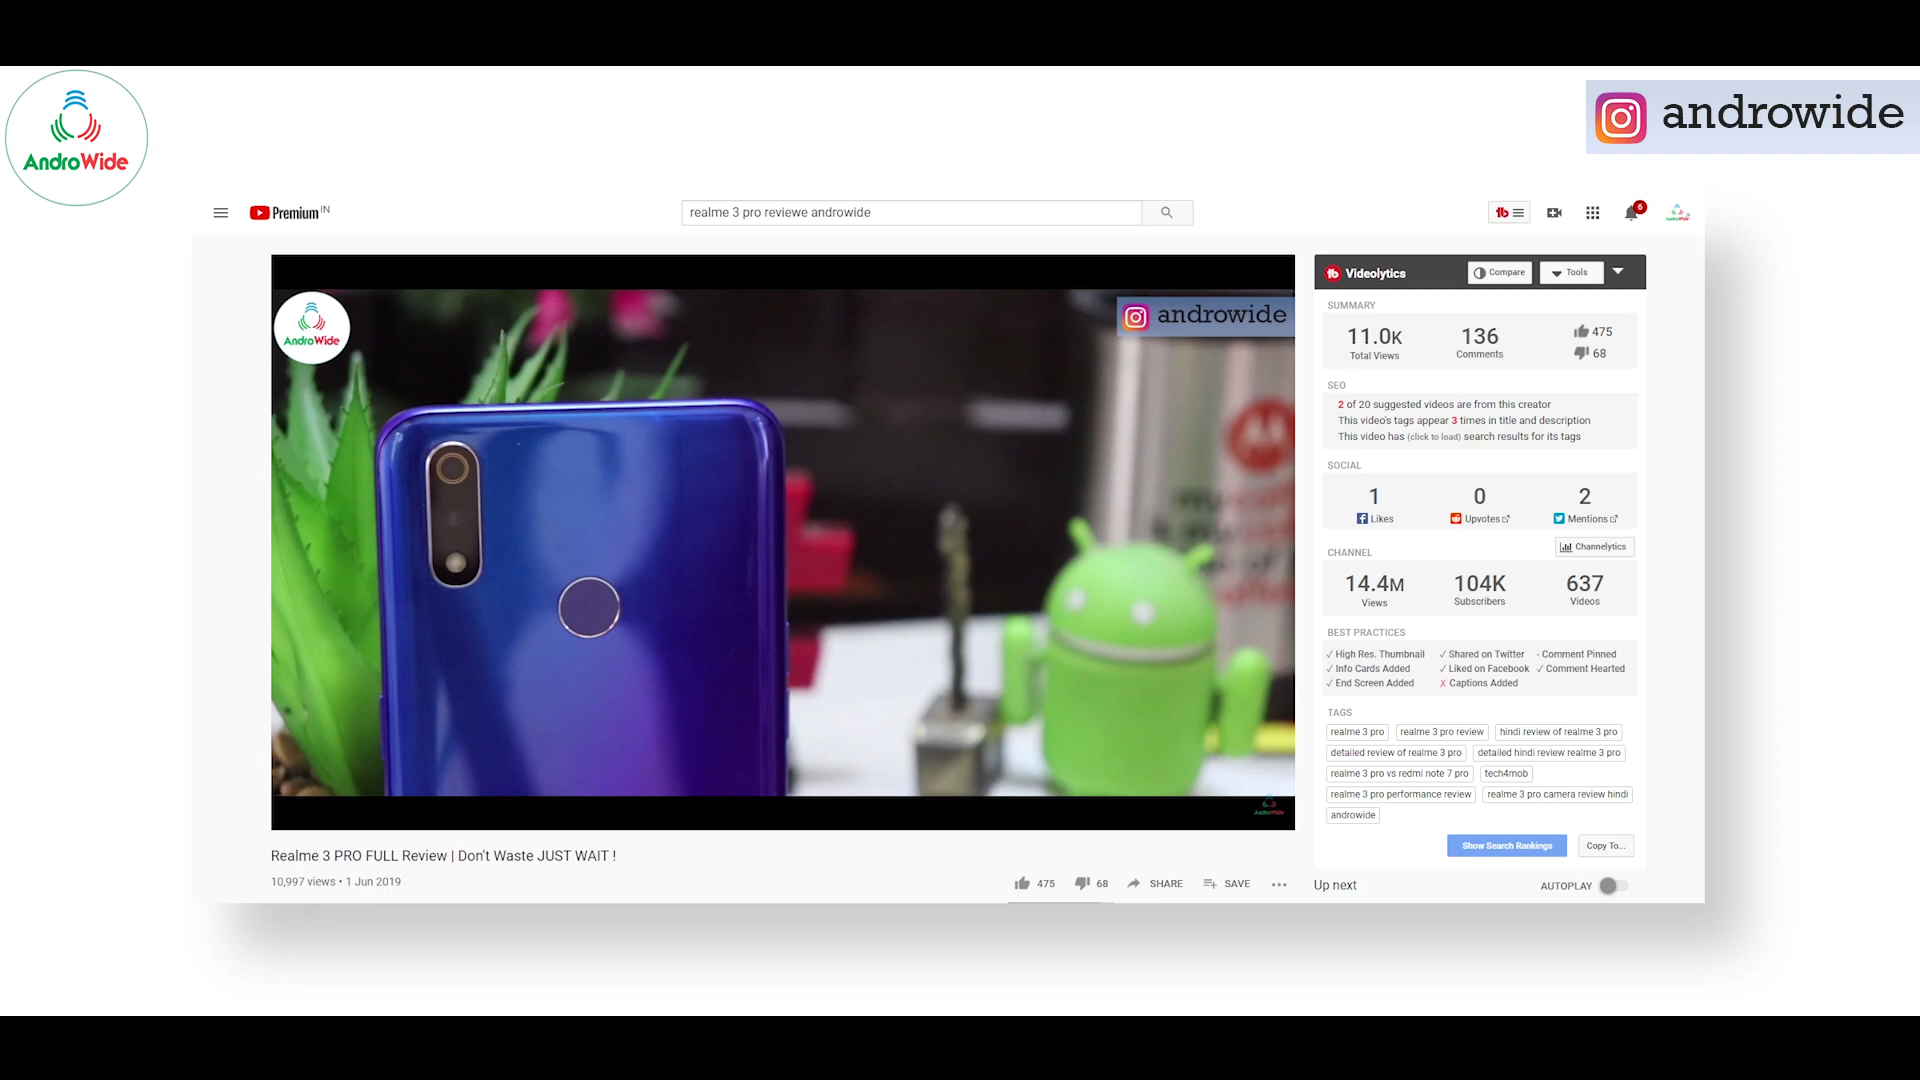 AndroWide
androwide
Premium IN
realme 3 pro reviewe androwide
6
AndroWide
androwide
Realme 3 PRO FULL Review | Don't Waste JUST WAIT !
10,997 views • 1 Jun 2019
475 68 SHARE SAVE
Videolytics Compare Tools
SUMMARY
11.0K 136 475
Total Views Comments 68
SEO
2 of 20 suggested videos are from this creator
This video's tags appear 3 times in title and description
This video has (click to load) search results for its tags
SOCIAL
1 0 2
Likes Upvotes Mentions
CHANNEL Channelytics
14.4M 104K 637
Views Subscribers Videos
BEST PRACTICES
✓ High Res. Thumbnail ✓ Shared on Twitter - Comment Pinned
✓ Info Cards Added ✓ Liked on Facebook ✓ Comment Hearted
✓ End Screen Added ✗ Captions Added
TAGS
realme 3 pro realme 3 pro review hindi review of realme 3 pro
detailed review of realme 3 pro detailed hindi review realme 3 pro
realme 3 pro vs redmi note 7 pro tech4mob
realme 3 pro performance review realme 3 pro camera review hindi
androwide
Show Search Rankings Copy To...
Up next AUTOPLAY